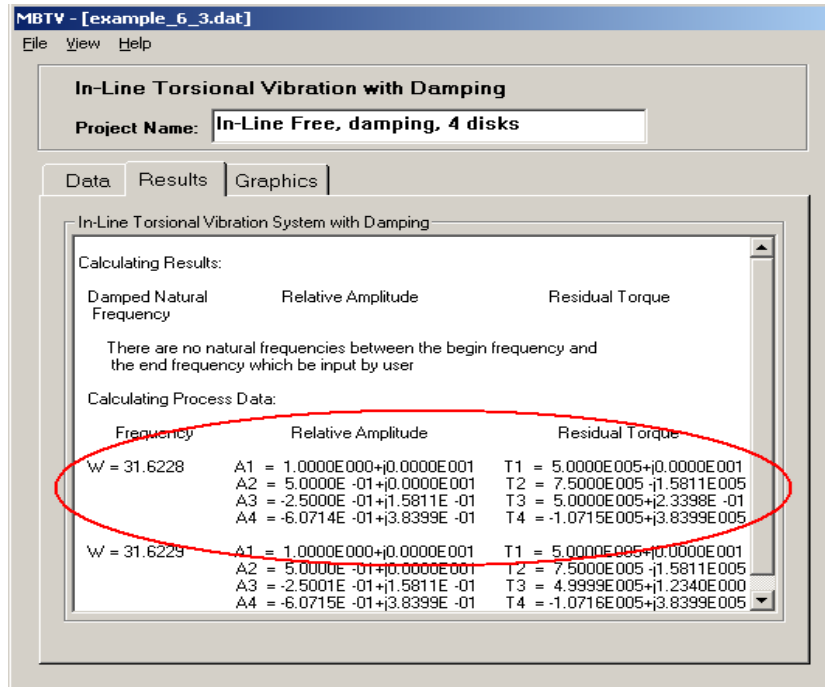 MBTV - [example_6_3.dat]
File View Help
In-Line Torsional Vibration with Damping
Project Name: In-Line Free, damping, 4 disks
Data Results Graphics
In-Line Torsional Vibration System with Damping
Calculating Results:
Damped Natural Frequency Relative Amplitude Residual Torque
There are no natural frequencies between the begin frequency and
the end frequency which be input by user
Calculating Process Data:
Frequency Relative Amplitude Residual Torque
W = 31.6228 A1 = 1.0000E000+j0.0000E001 T1 = 5.0000E005+j0.0000E001
A2 = 5.0000E -01+j0.0000E001 T2 = 7.5000E005 -j1.5811E005
A3 = -2.5000E -01+j1.5811E -01 T3 = 5.0000E005+j2.3398E -01
A4 = -6.0714E -01+j3.8399E -01 T4 = -1.0715E005+j3.8399E005
W = 31.6229 A1 = 1.0000E000+j0.0000E001 T1 = 5.0000E005+j0.0000E001
A2 = 5.0000E -01+j0.0000E001 T2 = 7.5000E005 -j1.5811E005
A3 = -2.5001E -01+j1.5811E -01 T3 = 4.9999E005+j1.2340E000
A4 = -6.0715E -01+j3.8399E -01 T4 = -1.0716E005+j3.8399E005